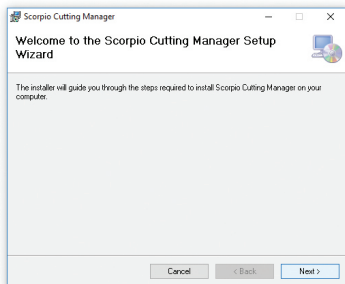 Scorpio Cutting Manager
Welcome to the Scorpio Cutting Manager Setup
Wizard
The installer will guide you through the steps required to install Scorpio Cutting Manager on your
computer.
Cancel
< Back
Next >